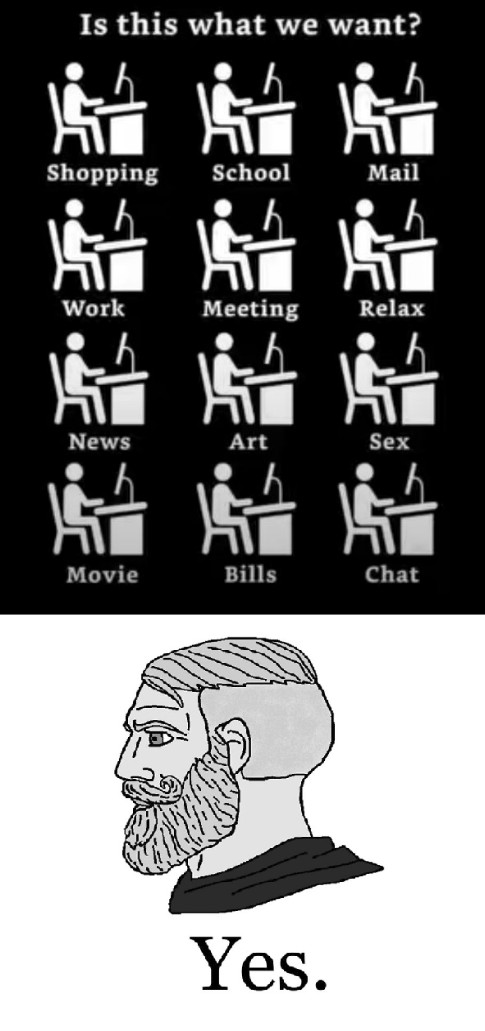 Is this what we want?
Shopping School Mail
Work Meeting Relax
News Art Sex
Movie Bills Chat
Yes.